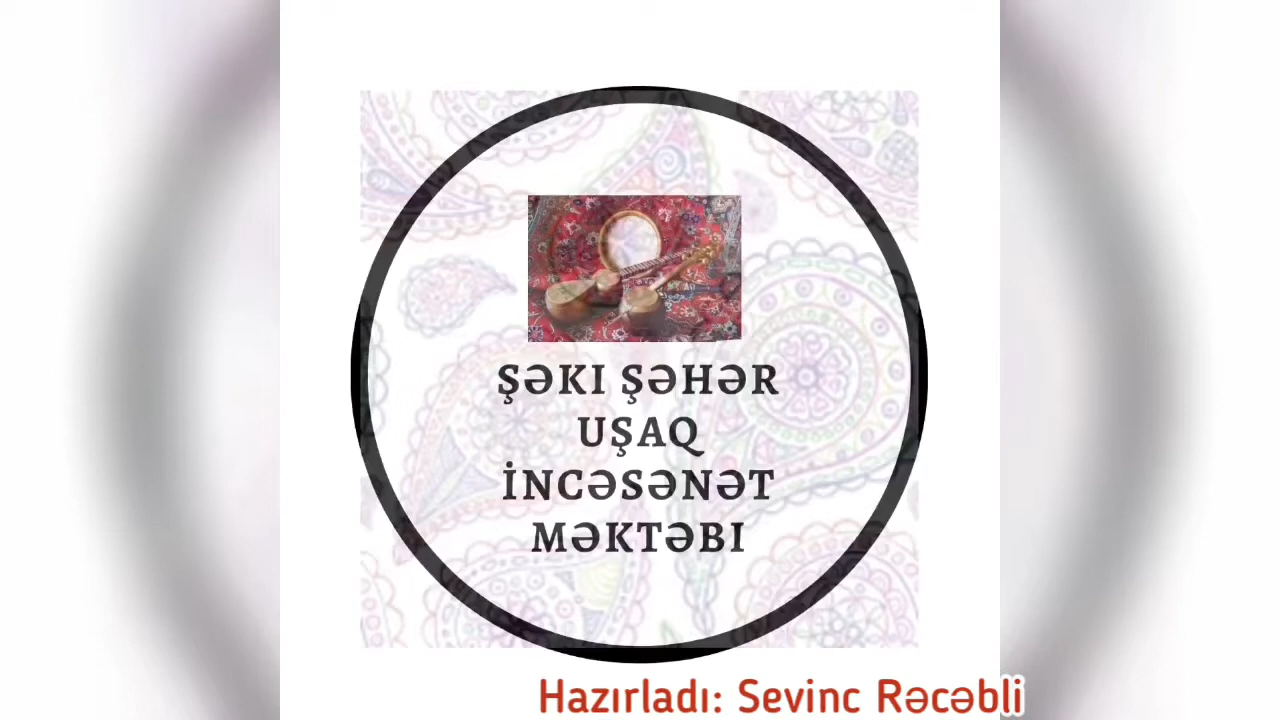 ŞƏKI ŞƏHƏR
UŞAQ
İNCƏSƏNƏT
MƏKTƏBI
Hazırladı: Sevinc Rəcəbli